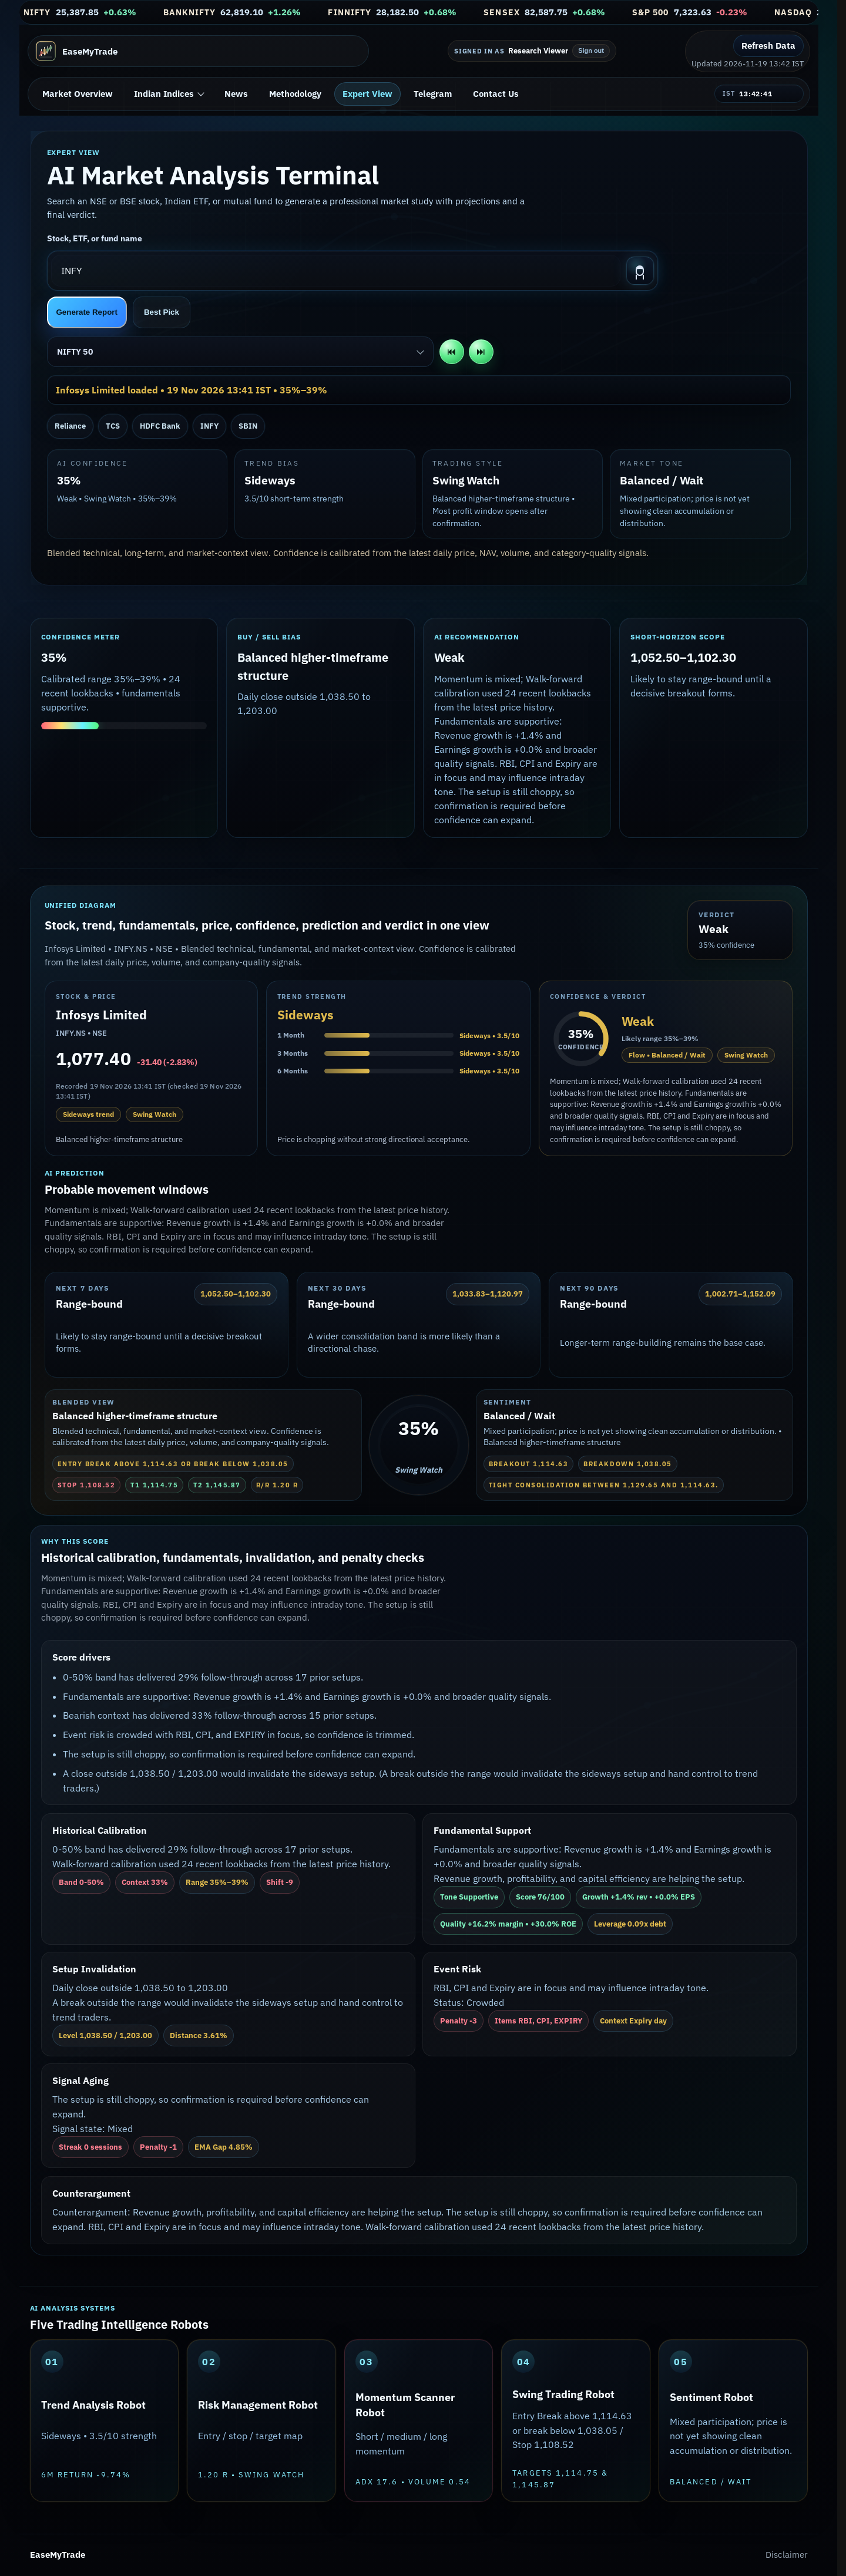 NIFTY 25,387.85 +0.63% BANKNIFTY 62,819.10 +1.26% FINNIFTY 28,182.50 +0.68% SENSEX 82,587.75 +0.68% S&P 500 7,323.63 -0.23% NASDAQ
EaseMyTrade
SIGNED IN AS Research Viewer Sign out
Refresh Data
Updated 2026-11-19 13:42 IST
Market Overview Indian Indices News Methodology Expert View Telegram Contact Us IST 13:42:41
EXPERT VIEW
AI Market Analysis Terminal
Search an NSE or BSE stock, Indian ETF, or mutual fund to generate a professional market study with projections and a
final verdict.
Stock, ETF, or fund name
INFY
Generate Report Best Pick
NIFTY 50
Infosys Limited loaded • 19 Nov 2026 13:41 IST • 35%–39%
Reliance TCS HDFC Bank INFY SBIN
AI CONFIDENCE
35%
Weak • Swing Watch • 35%–39%
TREND BIAS
Sideways
3.5/10 short-term strength
TRADING STYLE
Swing Watch
Balanced higher-timeframe structure •
Most profit window opens after
confirmation.
MARKET TONE
Balanced / Wait
Mixed participation; price is not yet
showing clean accumulation or
distribution.
Blended technical, long-term, and market-context view. Confidence is calibrated from the latest daily price, NAV, volume, and category-quality signals.
CONFIDENCE METER
35%
Calibrated range 35%–39% • 24
recent lookbacks • fundamentals
supportive.
BUY / SELL BIAS
Balanced higher-timeframe
structure
Daily close outside 1,038.50 to
1,203.00
AI RECOMMENDATION
Weak
Momentum is mixed; Walk-forward
calibration used 24 recent lookbacks
from the latest price history.
Fundamentals are supportive:
Revenue growth is +1.4% and
Earnings growth is +0.0% and broader
quality signals. RBI, CPI and Expiry are
in focus and may influence intraday
tone. The setup is still choppy, so
confirmation is required before
confidence can expand.
SHORT-HORIZON SCOPE
1,052.50–1,102.30
Likely to stay range-bound until a
decisive breakout forms.
UNIFIED DIAGRAM
Stock, trend, fundamentals, price, confidence, prediction and verdict in one view
Infosys Limited • INFY.NS • NSE • Blended technical, fundamental, and market-context view. Confidence is calibrated
from the latest daily price, volume, and company-quality signals.
VERDICT
Weak
35% confidence
STOCK & PRICE
Infosys Limited
INFY.NS • NSE
1,077.40 -31.40 (-2.83%)
Recorded 19 Nov 2026 13:41 IST (checked 19 Nov 2026
13:41 IST)
Sideways trend Swing Watch
Balanced higher-timeframe structure
TREND STRENGTH
Sideways
1 Month Sideways • 3.5/10
3 Months Sideways • 3.5/10
6 Months Sideways • 3.5/10
Price is chopping without strong directional acceptance.
CONFIDENCE & VERDICT
35%
CONFIDENCE
Weak
Likely range 35%–39%
Flow • Balanced / Wait Swing Watch
Momentum is mixed; Walk-forward calibration used 24 recent
lookbacks from the latest price history. Fundamentals are
supportive: Revenue growth is +1.4% and Earnings growth is +0.0%
and broader quality signals. RBI, CPI and Expiry are in focus and
may influence intraday tone. The setup is still choppy, so
confirmation is required before confidence can expand.
AI PREDICTION
Probable movement windows
Momentum is mixed; Walk-forward calibration used 24 recent lookbacks from the latest price history.
Fundamentals are supportive: Revenue growth is +1.4% and Earnings growth is +0.0% and broader
quality signals. RBI, CPI and Expiry are in focus and may influence intraday tone. The setup is still
choppy, so confirmation is required before confidence can expand.
NEXT 7 DAYS
Range-bound
1,052.50–1,102.30
Likely to stay range-bound until a decisive breakout
forms.
NEXT 30 DAYS
Range-bound
1,033.83–1,120.97
A wider consolidation band is more likely than a
directional chase.
NEXT 90 DAYS
Range-bound
1,002.71–1,152.09
Longer-term range-building remains the base case.
BLENDED VIEW
Balanced higher-timeframe structure
Blended technical, fundamental, and market-context view. Confidence is
calibrated from the latest daily price, volume, and company-quality signals.
ENTRY BREAK ABOVE 1,114.63 OR BREAK BELOW 1,038.05
STOP 1,108.52 T1 1,114.75 T2 1,145.87 R/R 1.20 R
35%
Swing Watch
SENTIMENT
Balanced / Wait
Mixed participation; price is not yet showing clean accumulation or distribution. •
Balanced higher-timeframe structure
BREAKOUT 1,114.63 BREAKDOWN 1,038.05
TIGHT CONSOLIDATION BETWEEN 1,129.65 AND 1,114.63.
WHY THIS SCORE
Historical calibration, fundamentals, invalidation, and penalty checks
Momentum is mixed; Walk-forward calibration used 24 recent lookbacks from the latest price history.
Fundamentals are supportive: Revenue growth is +1.4% and Earnings growth is +0.0% and broader
quality signals. RBI, CPI and Expiry are in focus and may influence intraday tone. The setup is still
choppy, so confirmation is required before confidence can expand.
Score drivers
• 0-50% band has delivered 29% follow-through across 17 prior setups.
• Fundamentals are supportive: Revenue growth is +1.4% and Earnings growth is +0.0% and broader quality signals.
• Bearish context has delivered 33% follow-through across 15 prior setups.
• Event risk is crowded with RBI, CPI, and EXPIRY in focus, so confidence is trimmed.
• The setup is still choppy, so confirmation is required before confidence can expand.
• A close outside 1,038.50 / 1,203.00 would invalidate the sideways setup. (A break outside the range would invalidate the sideways setup and hand control to trend
traders.)
Historical Calibration
0-50% band has delivered 29% follow-through across 17 prior setups.
Walk-forward calibration used 24 recent lookbacks from the latest price history.
Band 0-50% Context 33% Range 35%–39% Shift -9
Fundamental Support
Fundamentals are supportive: Revenue growth is +1.4% and Earnings growth is
+0.0% and broader quality signals.
Revenue growth, profitability, and capital efficiency are helping the setup.
Tone Supportive Score 76/100 Growth +1.4% rev • +0.0% EPS
Quality +16.2% margin • +30.0% ROE Leverage 0.09x debt
Setup Invalidation
Daily close outside 1,038.50 to 1,203.00
A break outside the range would invalidate the sideways setup and hand control to
trend traders.
Level 1,038.50 / 1,203.00 Distance 3.61%
Event Risk
RBI, CPI and Expiry are in focus and may influence intraday tone.
Status: Crowded
Penalty -3 Items RBI, CPI, EXPIRY Context Expiry day
Signal Aging
The setup is still choppy, so confirmation is required before confidence can
expand.
Signal state: Mixed
Streak 0 sessions Penalty -1 EMA Gap 4.85%
Counterargument
Counterargument: Revenue growth, profitability, and capital efficiency are helping the setup. The setup is still choppy, so confirmation is required before confidence can
expand. RBI, CPI and Expiry are in focus and may influence intraday tone. Walk-forward calibration used 24 recent lookbacks from the latest price history.
AI ANALYSIS SYSTEMS
Five Trading Intelligence Robots
01
Trend Analysis Robot
Sideways • 3.5/10 strength
6M RETURN -9.74%
02
Risk Management Robot
Entry / stop / target map
1.20 R • SWING WATCH
03
Momentum Scanner
Robot
Short / medium / long
momentum
ADX 17.6 • VOLUME 0.54
04
Swing Trading Robot
Entry Break above 1,114.63
or break below 1,038.05 /
Stop 1,108.52
TARGETS 1,114.75 &
1,145.87
05
Sentiment Robot
Mixed participation; price is
not yet showing clean
accumulation or distribution.
BALANCED / WAIT
EaseMyTrade
Disclaimer